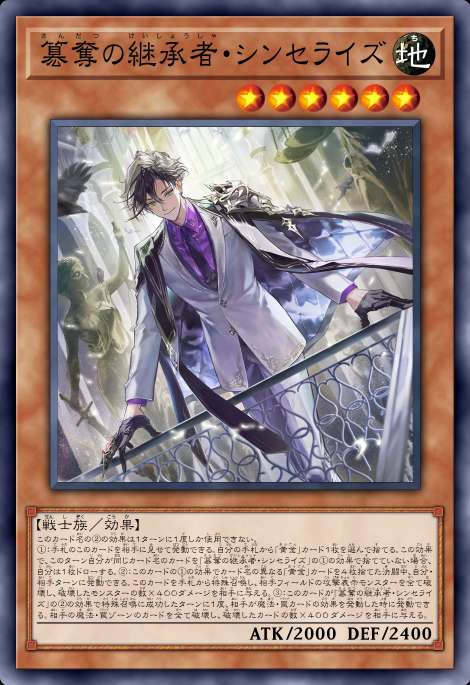 さんだつ けいしょうしゃ
簒奪の継承者・シンセライズ
ち
地
せんしぞく こうか
【戦士族／効果】
このカード名の②の効果は1ターンに1度しか使用できない。
①：手札のこのカードを相手に見せて発動できる。自分の手札から「黄金」カード1枚を選んで捨てる。この効果
で、このターン自分が同じカード名のカードを「簒奪の継承者・シンセライズ」の①の効果で捨てていない場合、
自分は1枚ドローする。②：このカードの①の効果でカード名の異なる「黄金」カードを4枚捨てた決闘中、自分・
相手ターンに発動できる。このカードを手札から特殊召喚し、相手フィールドの攻撃表示モンスターを全て破
壊し、破壊したモンスターの数×400ダメージを相手に与える。③：このカードが「簒奪の継承者・シンセライ
ズ」の②の効果で特殊召喚に成功したターンに1度、相手が魔法・罠カードの効果を発動した時に発動でき
る。相手の魔法・罠ゾーンのカードを全て破壊し、破壊したカードの数×400ダメージを相手に与える。
ATK/2000 DEF/2400